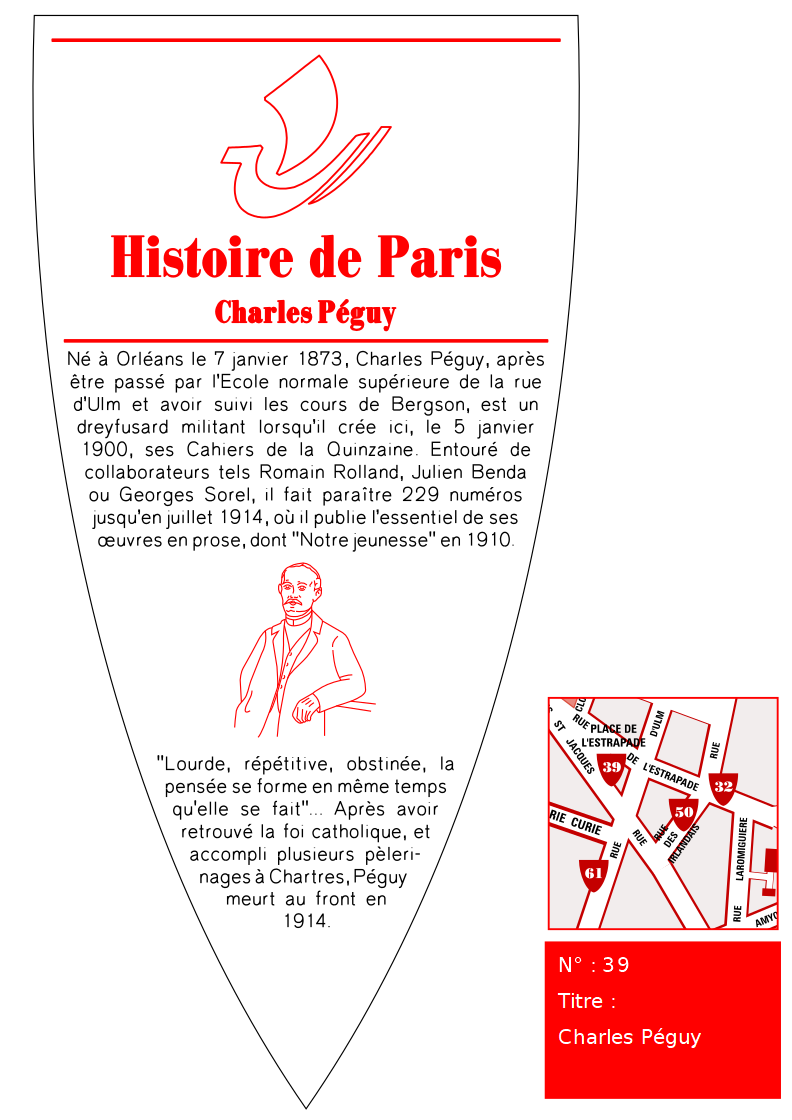 Histoire de Paris
Charles Péguy
Né à Orléans le 7 janvier 1873, Charles Péguy, après
être passé par l'Ecole normale supérieure de la rue
d'Ulm et avoir suivi les cours de Bergson, est un
dreyfusard militant lorsqu'il crée ici, le 5 janvier
1900, ses Cahiers de la Quinzaine. Entouré de
collaborateurs tels Romain Rolland, Julien Benda
ou Georges Sorel, il fait paraître 229 numéros
jusqu'en juillet 1914, où il publie l'essentiel de ses
œuvres en prose, dont "Notre jeunesse" en 1910.
"Lourde, répétitive, obstinée, la
pensée se forme en même temps
qu'elle se fait"... Après avoir
retrouvé la foi catholique, et
accompli plusieurs pèleri-
nages à Chartres, Péguy
meurt au front en
1914.
ST JACQUES
RUE
CLO
PLACE DE
L'ESTRAPADE
D'ULM
RUE
DE L'ESTRAPADE
39
32
50
RIE CURIE
RUE
RUE
RUE
DES
IRLANDAIS
61
RUE LAROMIGUIERE
AMYO
N° : 39
Titre :
Charles Péguy